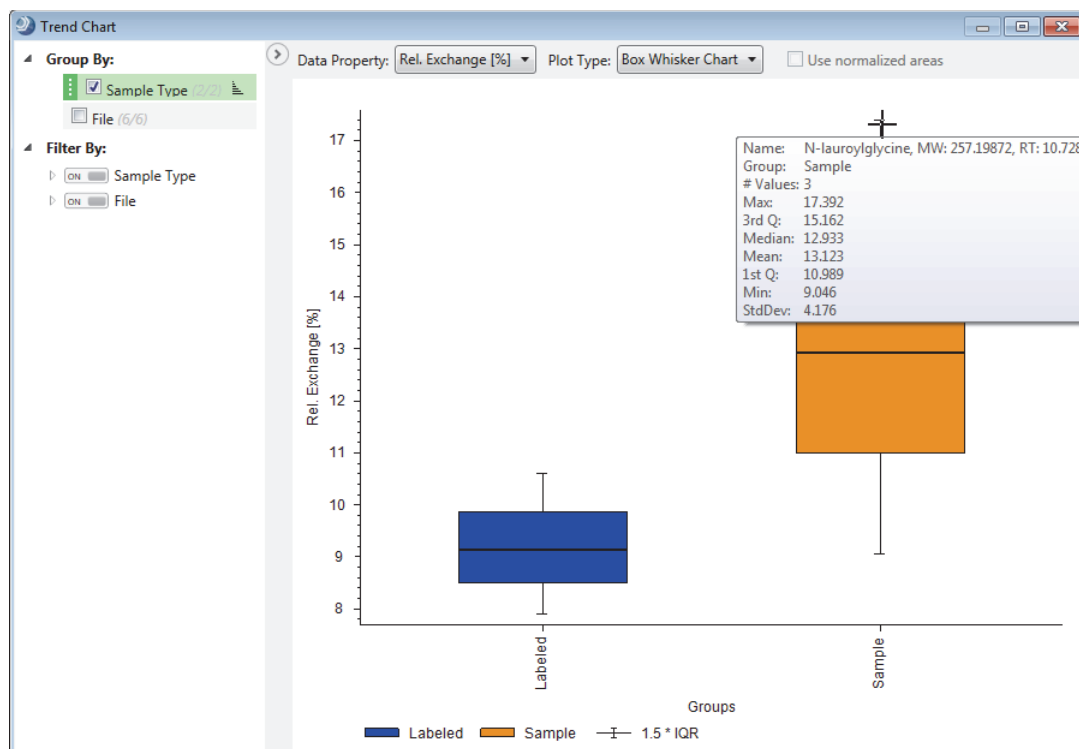 Trend Chart
Group By:
Sample Type (2/2)
File (6/6)
Filter By:
ON Sample Type
ON File
Data Property: Rel. Exchange [%] Plot Type: Box Whisker Chart Use normalized areas
17
16
15
14
13
12
11
10
9
8
Rel. Exchange [%]
Name: N-lauroylglycine, MW: 257.19872, RT: 10.728
Group: Sample
# Values: 3
Max: 17.392
3rd Q: 15.162
Median: 12.933
Mean: 13.123
1st Q: 10.989
Min: 9.046
StdDev: 4.176
Labeled
Sample
Groups
Labeled Sample 1.5 * IQR